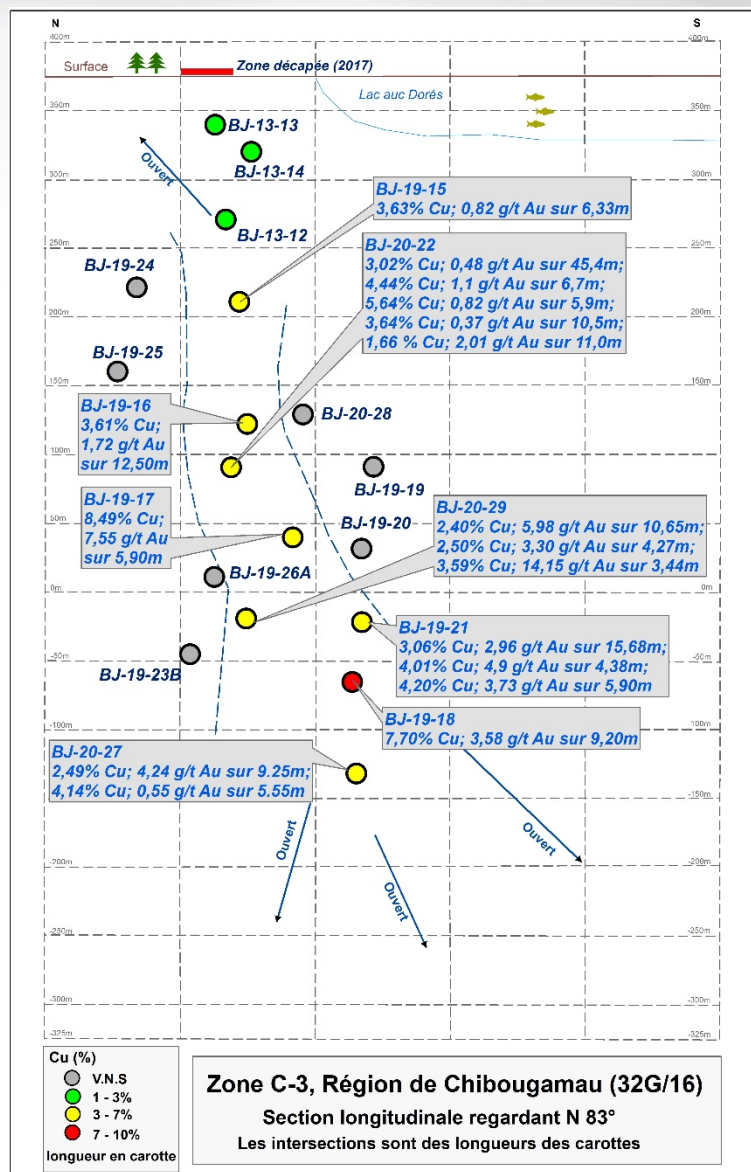 N
S
400m
400m
Surface
Zone décapée (2017)
Lac auc Dorés
350m
350m
BJ-13-13
BJ-13-14
Ouvert
300m
300m
BJ-13-12
BJ-19-15
3,63% Cu; 0,82 g/t Au sur 6,33m
250m
250m
BJ-19-24
BJ-20-22
3,02% Cu; 0,48 g/t Au sur 45,4m;
4,44% Cu; 1,1 g/t Au sur 6,7m;
5,64% Cu; 0,82 g/t Au sur 5,9m;
3,64% Cu; 0,37 g/t Au sur 10,5m;
1,66 % Cu; 2,01 g/t Au sur 11,0m;
200m
200m
BJ-19-25
150m
150m
BJ-19-16
3,61% Cu;
1,72 g/t Au
sur 12,50m
BJ-20-28
100m
100m
BJ-19-19
BJ-19-17
8,49% Cu;
7,55 g/t Au
sur 5,90m
50m
BJ-19-20
BJ-20-29
2,40% Cu; 5,98 g/t Au sur 10,65m;
2,50% Cu; 3,30 g/t Au sur 4,27m;
3,59% Cu; 14,15 g/t Au sur 3,44m
BJ-19-26A
0m
0m
BJ-19-21
3,06% Cu; 2,96 g/t Au sur 15,68m;
4,01% Cu; 4,9 g/t Au sur 4,38m;
4,20% Cu; 3,73 g/t Au sur 5,90m
-50m
-50m
BJ-19-23B
BJ-19-18
7,70% Cu; 3,58 g/t Au sur 9,20m
-100m
-100m
BJ-20-27
2,49% Cu; 4,24 g/t Au sur 9.25m;
4,14% Cu; 0,55 g/t Au sur 5.55m
-150m
-150m
Ouvert
Ouvert
Ouvert
-200m
-200m
-250m
-250m
-300m
-300m
-325m
-325m
Cu (%)
V.N.S
1 - 3%
3 - 7%
7 - 10%
longueur en carotte
Zone C-3, Région de Chibougamau (32G/16)
Section longitudinale regardant N 83°
Les intersections sont des longueurs des carottes